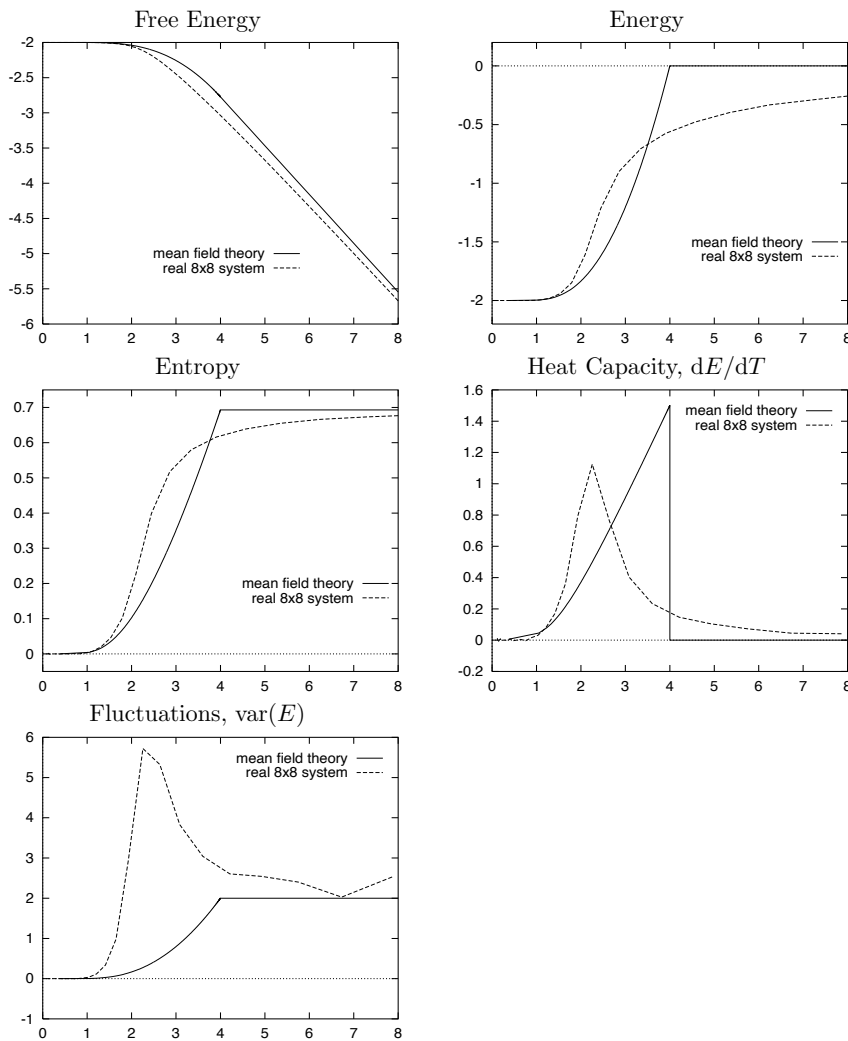 Free Energy
-2
-2.5
-3
-3.5
-4
-4.5
-5
-5.5
-6
mean field theory
real 8x8 system
0 1 2 3 4 5 6 7 8
Energy
0
-0.5
-1
-1.5
-2
mean field theory
real 8x8 system
0 1 2 3 4 5 6 7 8
Entropy
0.7
0.6
0.5
0.4
0.3
0.2
0.1
0
mean field theory
real 8x8 system
0 1 2 3 4 5 6 7 8
Heat Capacity, dE/dT
1.6
1.4
1.2
1
0.8
0.6
0.4
0.2
0
-0.2
mean field theory
real 8x8 system
0 1 2 3 4 5 6 7 8
Fluctuations, var(E)
6
5
4
3
2
1
0
-1
mean field theory
real 8x8 system
0 1 2 3 4 5 6 7 8